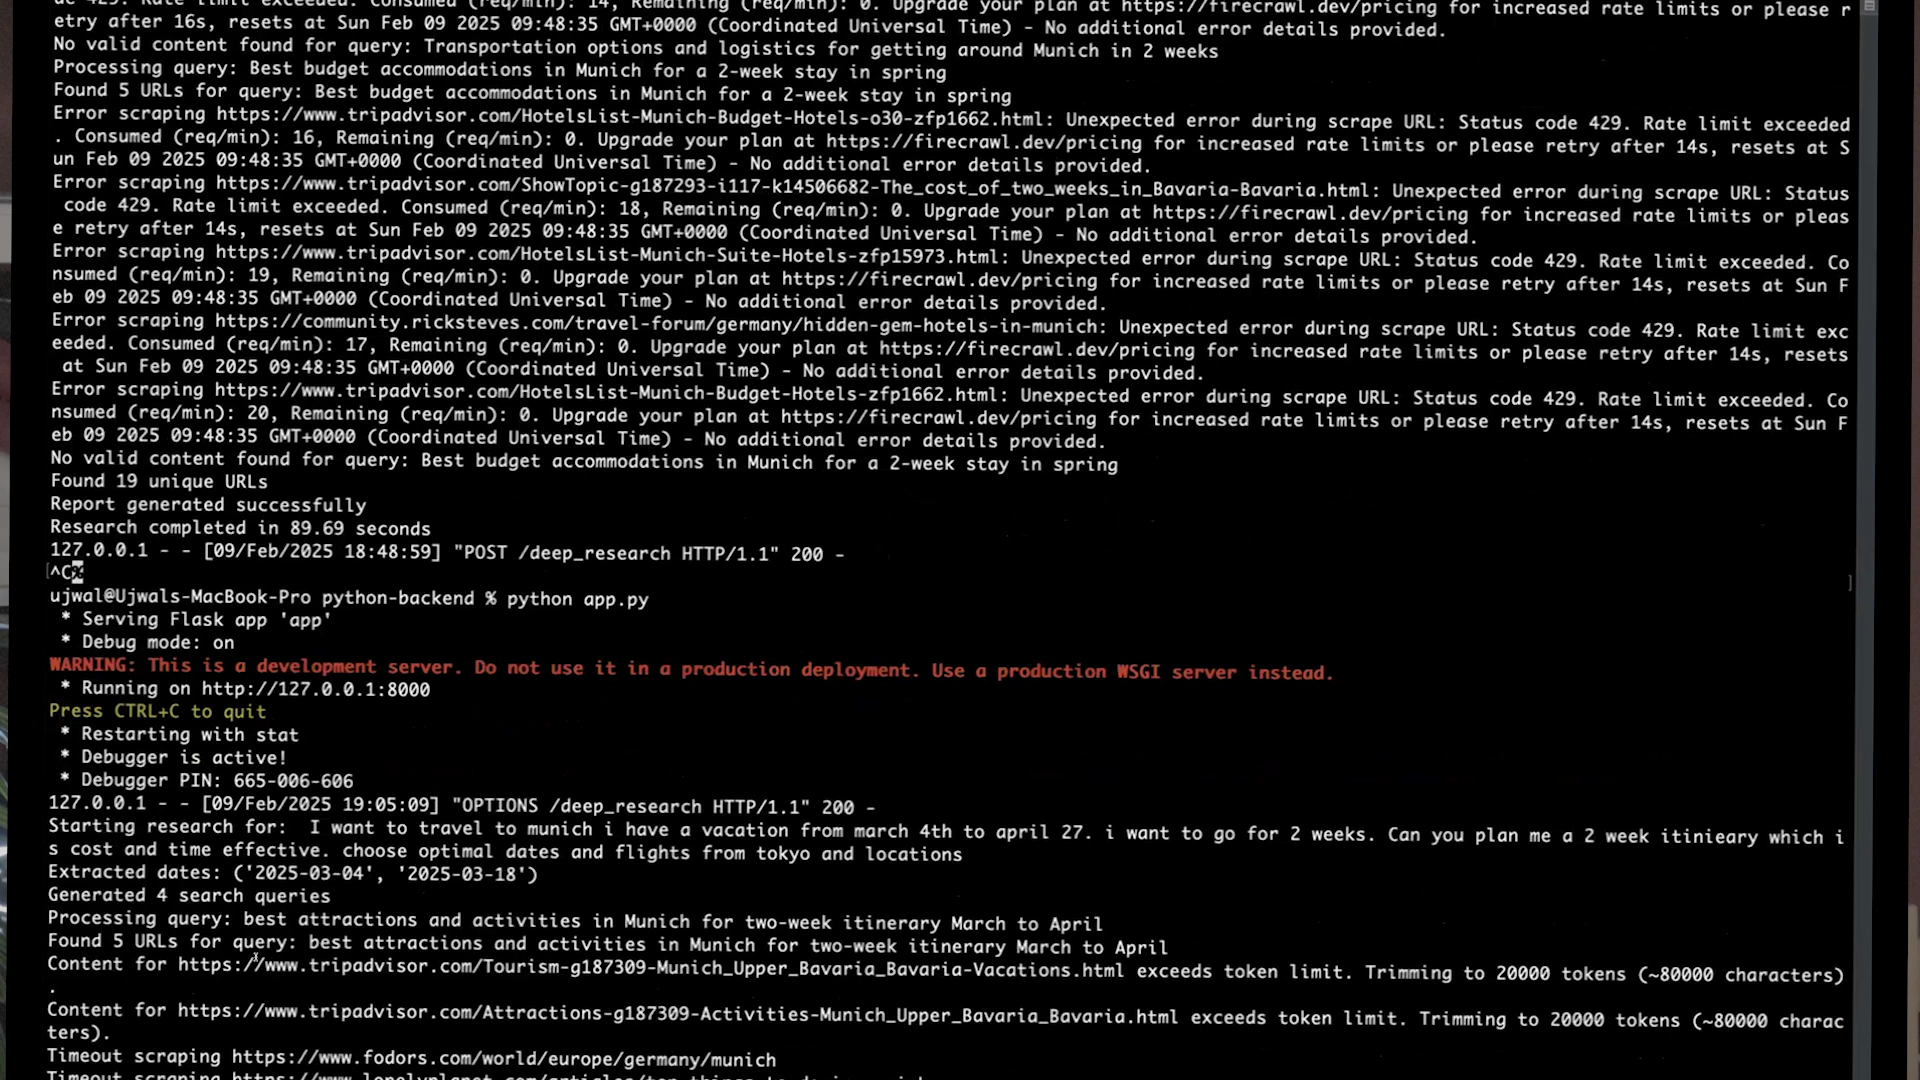 de 429. Rate limit exceeded. Consumed (req/min): 14, Remaining (req/min): 0. Upgrade your plan at https://firecrawl.dev/pricing for increased rate limits or please r
etry after 16s, resets at Sun Feb 09 2025 09:48:35 GMT+0000 (Coordinated Universal Time) - No additional error details provided.
No valid content found for query: Transportation options and logistics for getting around Munich in 2 weeks
Processing query: Best budget accommodations in Munich for a 2-week stay in spring
Found 5 URLs for query: Best budget accommodations in Munich for a 2-week stay in spring
Error scraping https://www.tripadvisor.com/HotelsList-Munich-Budget-Hotels-o30-zfp1662.html: Unexpected error during scrape URL: Status code 429. Rate limit exceeded
. Consumed (req/min): 16, Remaining (req/min): 0. Upgrade your plan at https://firecrawl.dev/pricing for increased rate limits or please retry after 14s, resets at S
un Feb 09 2025 09:48:35 GMT+0000 (Coordinated Universal Time) - No additional error details provided.
Error scraping https://www.tripadvisor.com/ShowTopic-g187293-i117-k14506682-The_cost_of_two_weeks_in_Bavaria-Bavaria.html: Unexpected error during scrape URL: Status
code 429. Rate limit exceeded. Consumed (req/min): 18, Remaining (req/min): 0. Upgrade your plan at https://firecrawl.dev/pricing for increased rate limits or pleas
e retry after 14s, resets at Sun Feb 09 2025 09:48:35 GMT+0000 (Coordinated Universal Time) - No additional error details provided.
Error scraping https://www.tripadvisor.com/HotelsList-Munich-Suite-Hotels-zfp15973.html: Unexpected error during scrape URL: Status code 429. Rate limit exceeded. Co
nsumed (req/min): 19, Remaining (req/min): 0. Upgrade your plan at https://firecrawl.dev/pricing for increased rate limits or please retry after 14s, resets at Sun F
eb 09 2025 09:48:35 GMT+0000 (Coordinated Universal Time) - No additional error details provided.
Error scraping https://community.ricksteves.com/travel-forum/germany/hidden-gem-hotels-in-munich: Unexpected error during scrape URL: Status code 429. Rate limit exc
eeded. Consumed (req/min): 17, Remaining (req/min): 0. Upgrade your plan at https://firecrawl.dev/pricing for increased rate limits or please retry after 14s, resets
at Sun Feb 09 2025 09:48:35 GMT+0000 (Coordinated Universal Time) - No additional error details provided.
Error scraping https://www.tripadvisor.com/HotelsList-Munich-Budget-Hotels-zfp1662.html: Unexpected error during scrape URL: Status code 429. Rate limit exceeded. Co
nsumed (req/min): 20, Remaining (req/min): 0. Upgrade your plan at https://firecrawl.dev/pricing for increased rate limits or please retry after 14s, resets at Sun F
eb 09 2025 09:48:35 GMT+0000 (Coordinated Universal Time) - No additional error details provided.
No valid content found for query: Best budget accommodations in Munich for a 2-week stay in spring
Found 19 unique URLs
Report generated successfully
Research completed in 89.69 seconds
127.0.0.1 - - [09/Feb/2025 18:48:59] "POST /deep_research HTTP/1.1" 200 -
^C%
ujwal@Ujwals-MacBook-Pro python-backend % python app.py
* Serving Flask app 'app'
* Debug mode: on
WARNING: This is a development server. Do not use it in a production deployment. Use a production WSGI server instead.
* Running on http://127.0.0.1:8000
Press CTRL+C to quit
* Restarting with stat
* Debugger is active!
* Debugger PIN: 665-006-606
127.0.0.1 - - [09/Feb/2025 19:05:09] "OPTIONS /deep_research HTTP/1.1" 200 -
Starting research for:  I want to travel to munich i have a vacation from march 4th to april 27. i want to go for 2 weeks. Can you plan me a 2 week itinieary which i
s cost and time effective. choose optimal dates and flights from tokyo and locations
Extracted dates: ('2025-03-04', '2025-03-18')
Generated 4 search queries
Processing query: best attractions and activities in Munich for two-week itinerary March to April
Found 5 URLs for query: best attractions and activities in Munich for two-week itinerary March to April
Content for https://www.tripadvisor.com/Tourism-g187309-Munich_Upper_Bavaria_Bavaria-Vacations.html exceeds token limit. Trimming to 20000 tokens (~80000 characters)
.
Content for https://www.tripadvisor.com/Attractions-g187309-Activities-Munich_Upper_Bavaria_Bavaria.html exceeds token limit. Trimming to 20000 tokens (~80000 charac
ters).
Timeout scraping https://www.fodors.com/world/europe/germany/munich
Timeout scraping